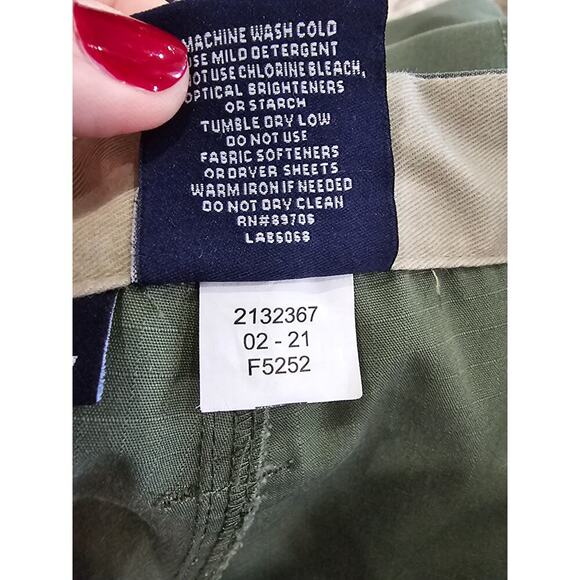 MACHINE WASH COLD
USE MILD DETERGENT
NOT USE CHLORINE BLEACH,
OPTICAL BRIGHTENERS
OR STARCH
TUMBLE DRY LOW
DO NOT USE
FABRIC SOFTENERS
OR DRYER SHEETS
WARM IRON IF NEEDED
DO NOT DRY CLEAN
RN#89706
LAB6068
2132367
02 - 21
F5252